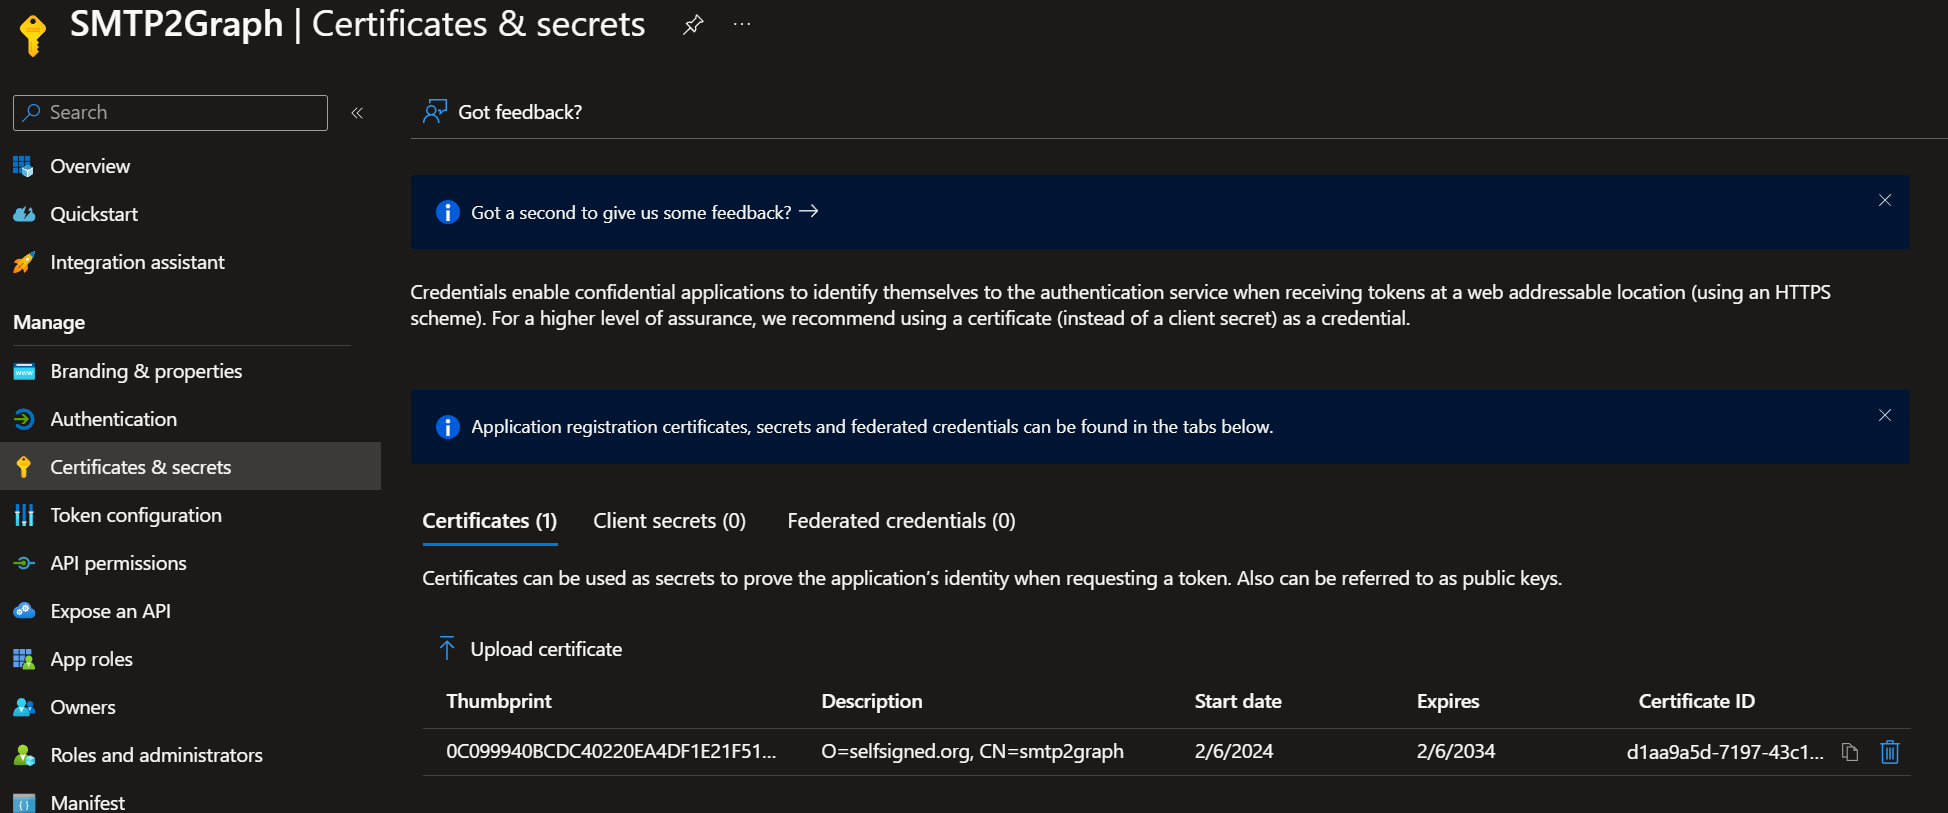 SMTP2Graph | Certificates & secrets
Search
Got feedback?
Overview
Quickstart
Integration assistant
Manage
Branding & properties
Authentication
Certificates & secrets
Token configuration
API permissions
Expose an API
App roles
Owners
Roles and administrators
Manifest
Got a second to give us some feedback? →
Credentials enable confidential applications to identify themselves to the authentication service when receiving tokens at a web addressable location (using an HTTPS
scheme). For a higher level of assurance, we recommend using a certificate (instead of a client secret) as a credential.
Application registration certificates, secrets and federated credentials can be found in the tabs below.
Certificates (1) Client secrets (0) Federated credentials (0)
Certificates can be used as secrets to prove the application’s identity when requesting a token. Also can be referred to as public keys.
Upload certificate
Thumbprint Description Start date Expires Certificate ID
0C099940BCDC40220EA4DF1E21F51... O=selfsigned.org, CN=smtp2graph 2/6/2024 2/6/2034 d1aa9a5d-7197-43c1...